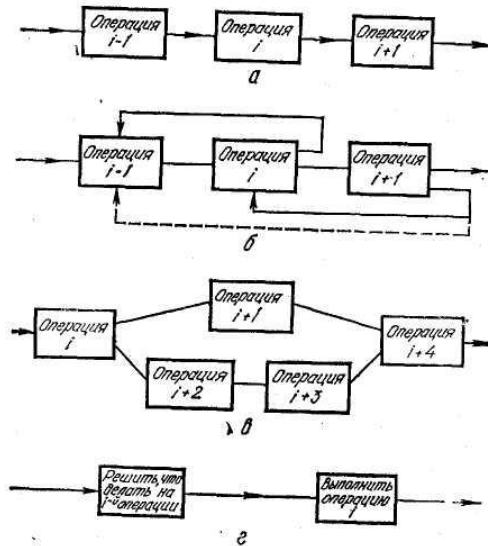 Операция Операция Операция
i-1 i i+1
а
Операция Операция Операция
i-1 i i+1
б
Операция
i+1
Операция
i
Операция
i+4
Операция Операция
i+2 i+3
в
Решить, что
делать на
i-й операции
Выполнить
операцию
i
г